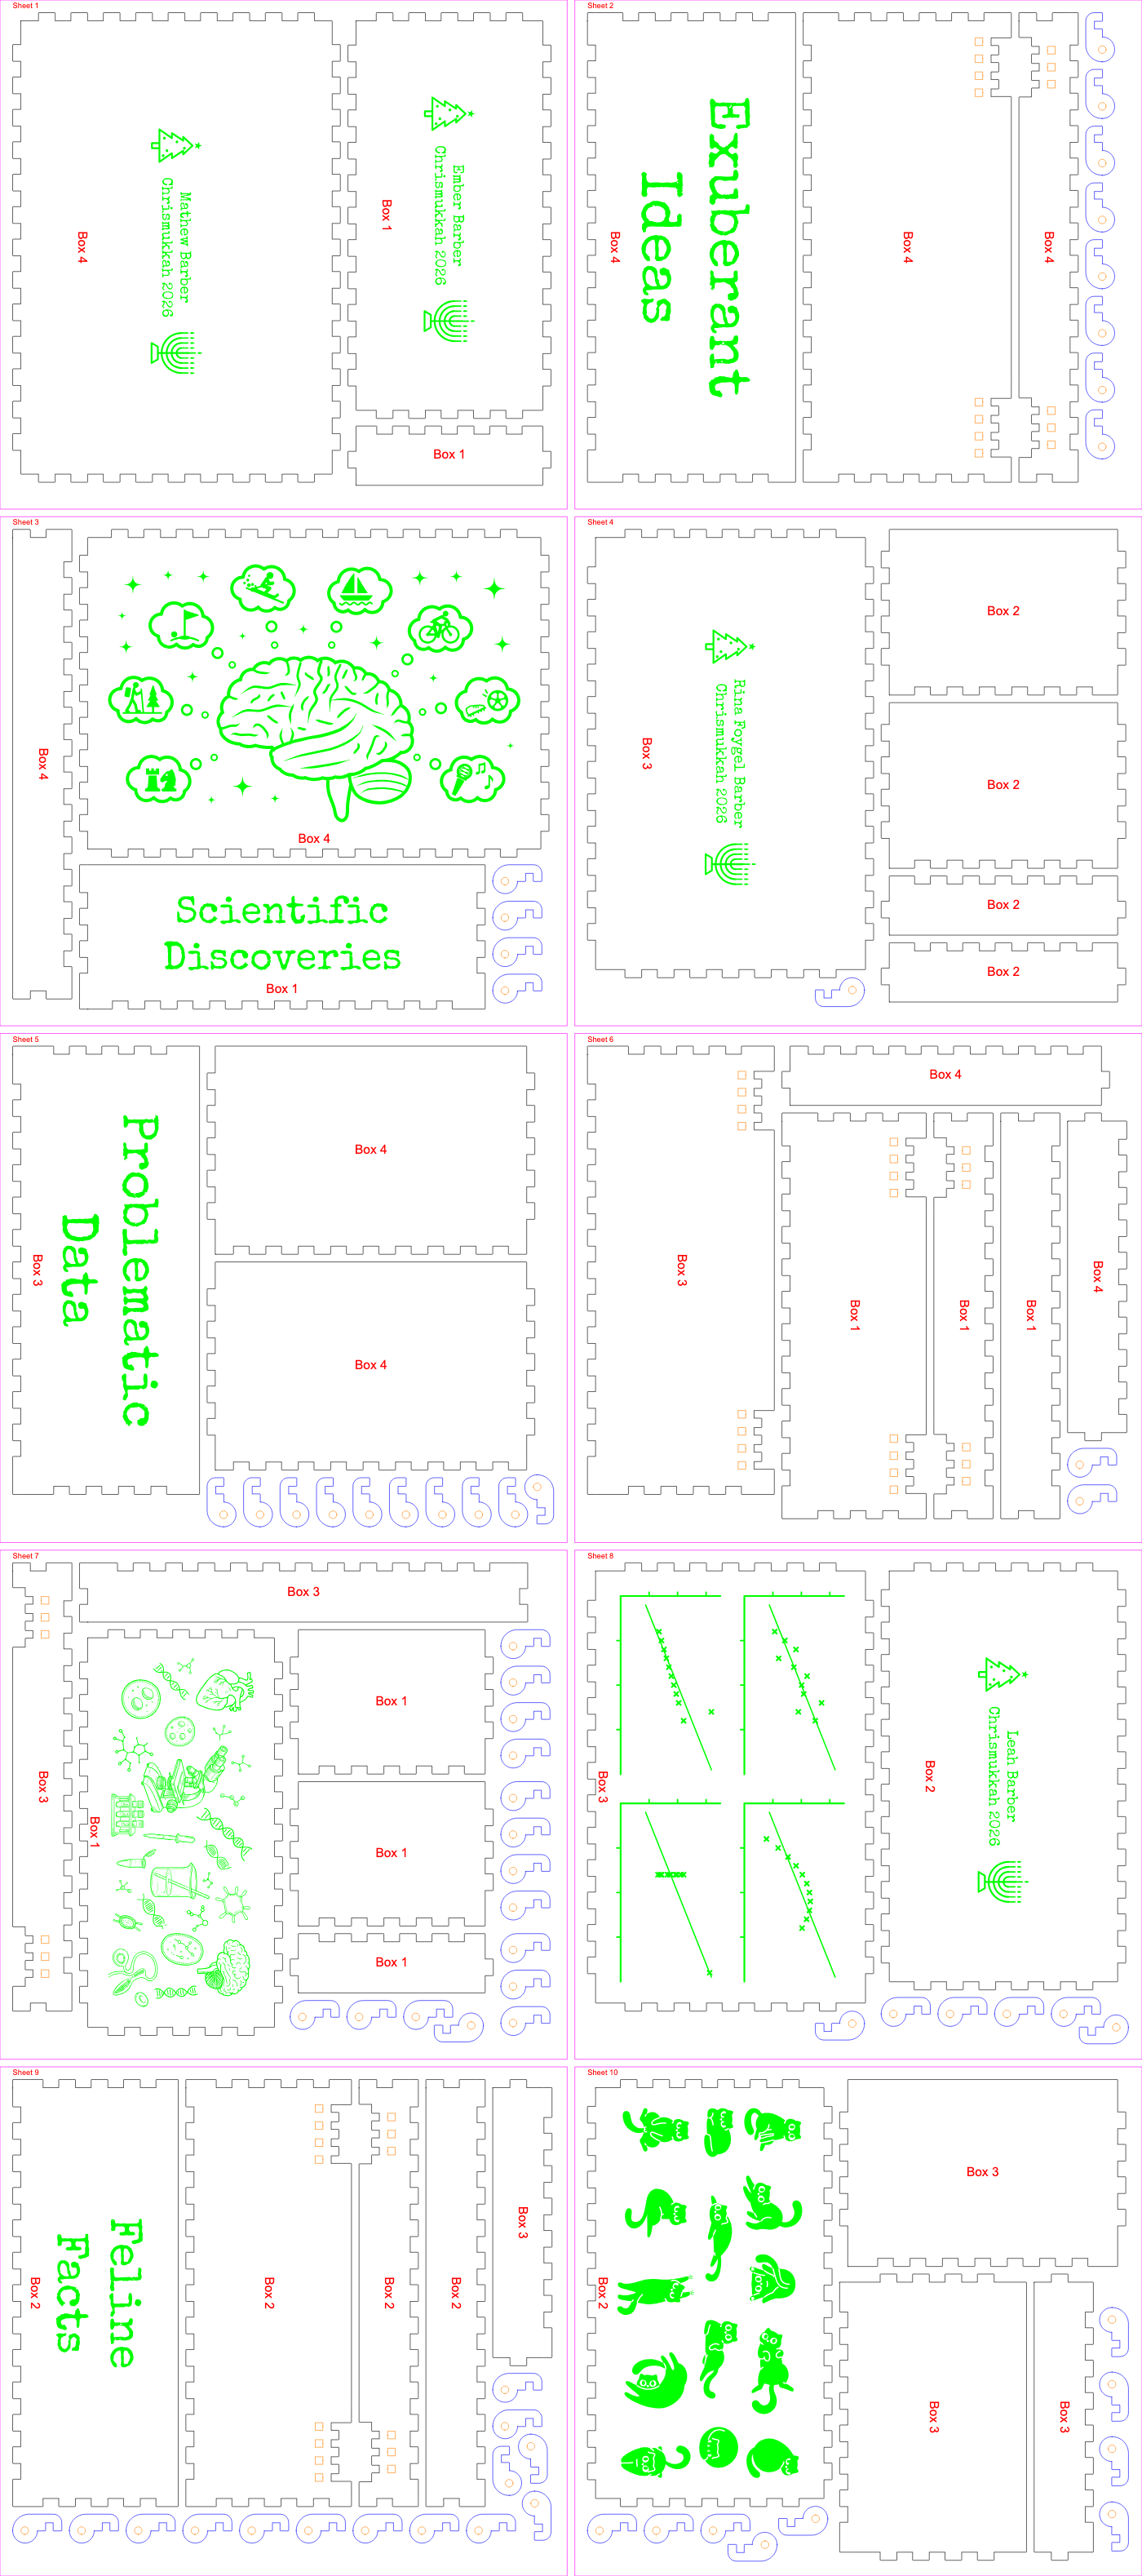 Sheet 1
Mathew Barber
Chrismukkah 2026
Box 4
Ember Barber
Chrismukkah 2026
Box 1
Box 1
Sheet 2
Exuberant
Ideas
Box 4
Box 4
Box 4
Sheet 3
Box 4
Box 4
Scientific
Discoveries
Box 1
Sheet 4
Rina Foygel Barber
Chrismukkah 2026
Box 3
Box 2
Box 2
Box 2
Box 2
Sheet 5
Problematic
Data
Box 3
Box 4
Box 4
Sheet 6
Box 3
Box 4
Box 1
Box 1
Box 1
Box 4
Sheet 7
Box 3
Box 3
Box 1
Box 1
Box 1
Box 1
Sheet 8
Box 3
Leah Barber
Chrismukkah 2026
Box 2
Sheet 9
Feline
Facts
Box 2
Box 2
Box 2
Box 2
Box 3
Sheet 10
Box 2
Box 3
Box 3
Box 3